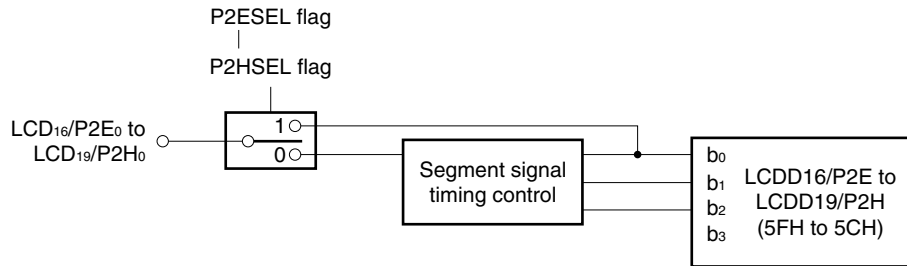 P2ESEL flag
P2HSEL flag
LCD16/P2E0 to
LCD19/P2H0
1
0
Segment signal
timing control
b0
b1
b2
b3
LCDD16/P2E to
LCDD19/P2H
(5FH to 5CH)